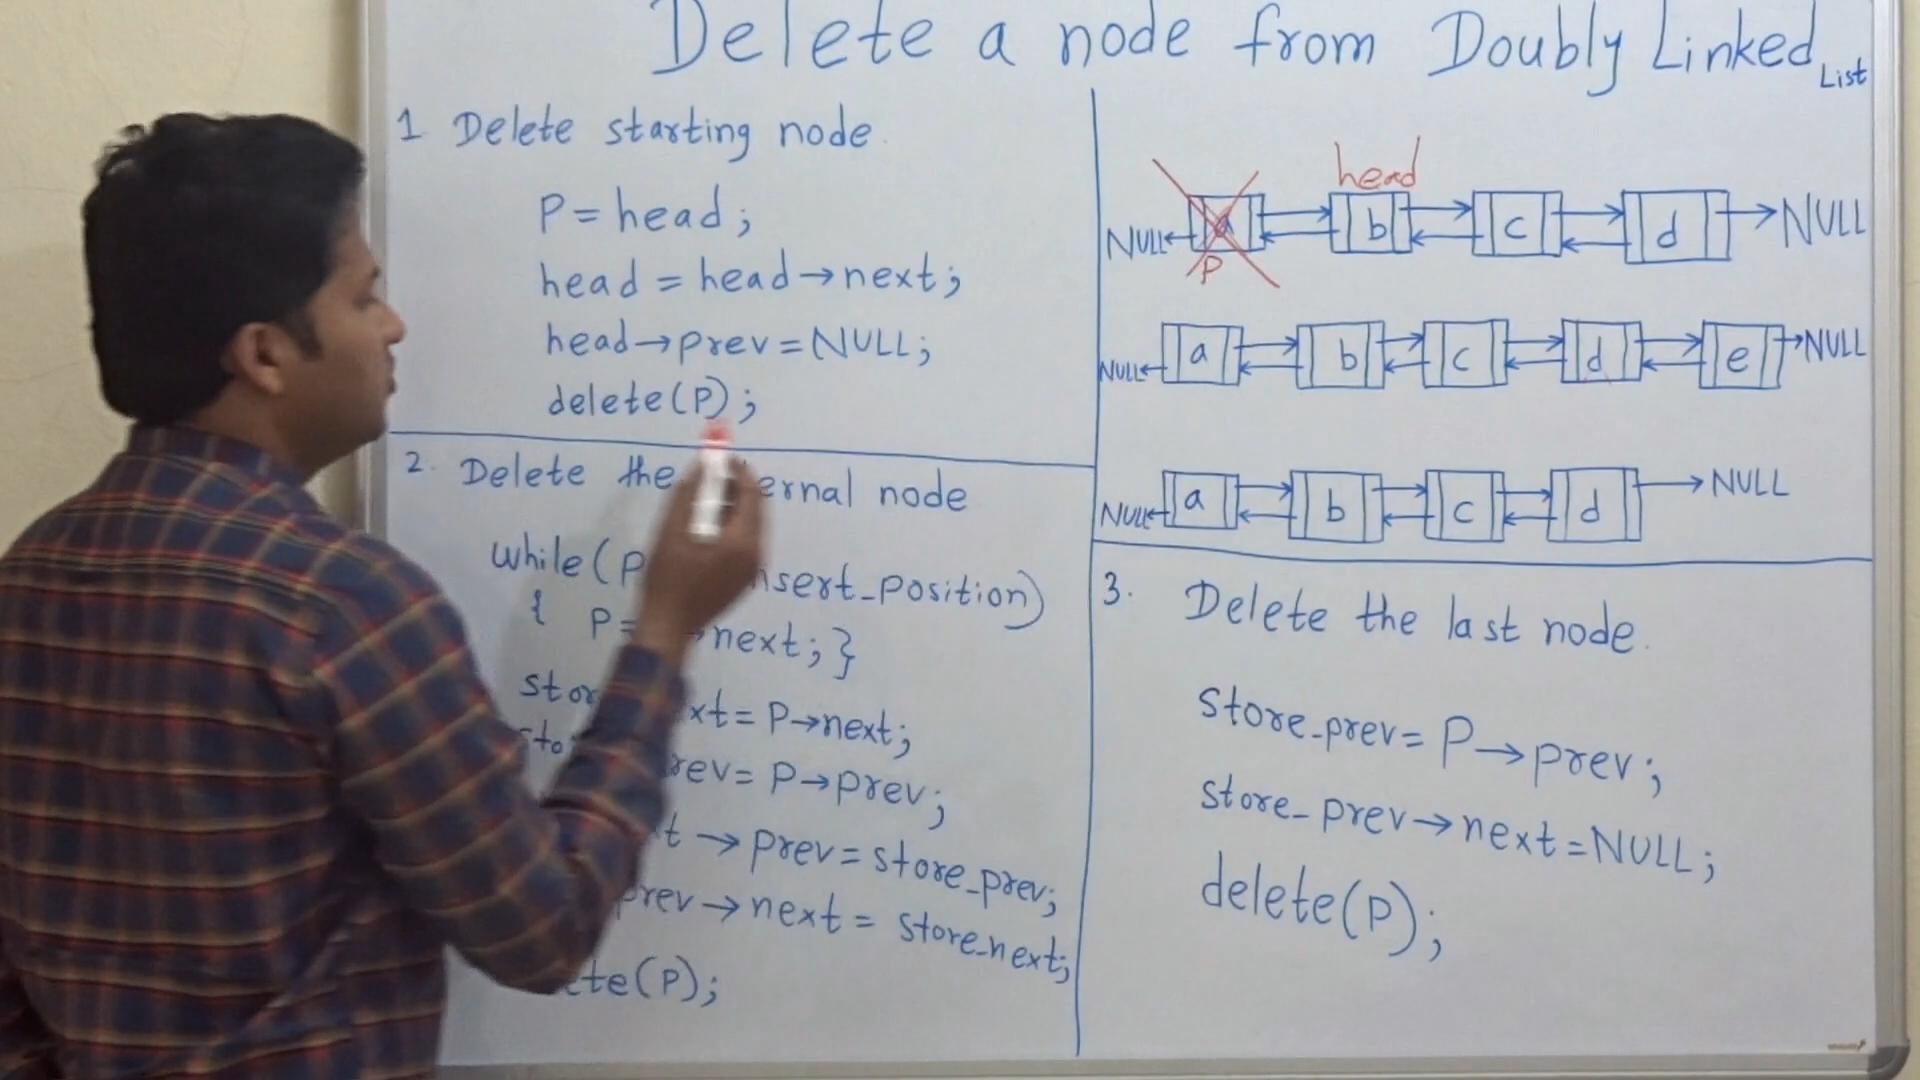 Delete a node from Doubly Linked List
1 Delete starting node
P = head;
head = head→next;
head→prev = NULL;
delete(P);
2. Delete the ernal node
while(P nsert_position)
{ P= →next; }
stor xt = P→next;
sto rev = P→prev;
t → prev = store_prev;
prev → next = store_next;
ete(P);
head
NULL a b c d NULL
P
NULL a b c d e NULL
NULL a b c d NULL
3. Delete the last node.
store_prev = P→prev;
store_prev→next = NULL;
delete(P);